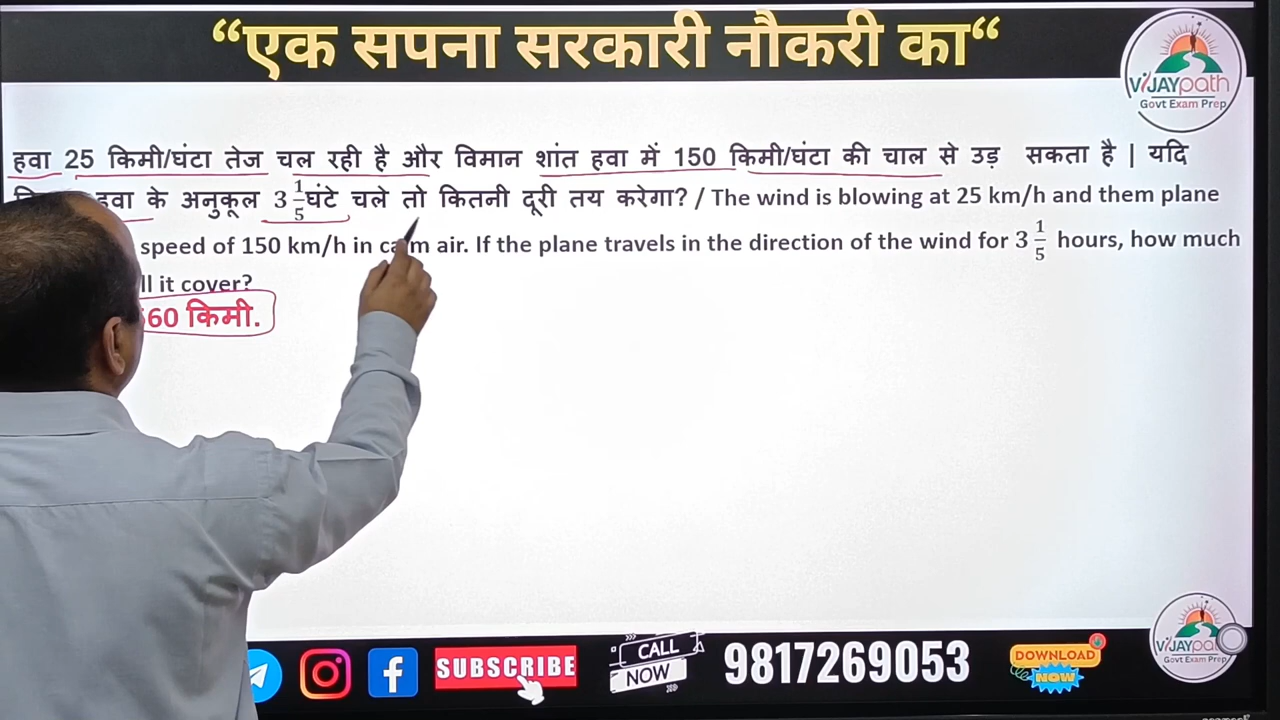 “एक सपना सरकारी नौकरी का“
VIJAYpath
Govt Exam Prep
हवा 25 किमी/घंटा तेज चल रही है और विमान शांत हवा में 150 किमी/घंटा की चाल से उड़ सकता है | यदि
हवा के अनुकूल 3 1/5 घंटे चले तो कितनी दूरी तय करेगा? / The wind is blowing at 25 km/h and them plane
speed of 150 km/h in calm air. If the plane travels in the direction of the wind for 3 1/5 hours, how much
it cover?
60 किमी.
SUBSCRIBE
CALL
NOW
9817269053
DOWNLOAD
NOW
VIJAYpath
Govt Exam Prep